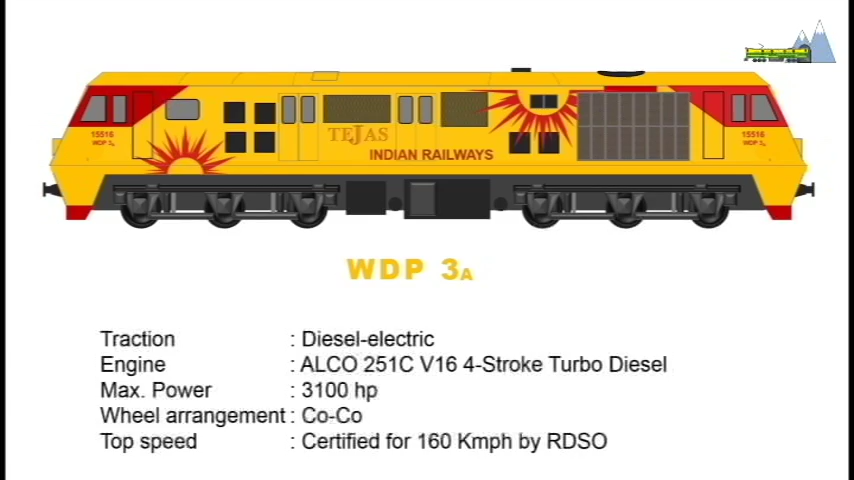 15516
WDP 3A
TEJAS
INDIAN RAILWAYS
15516
WDP 3A
WDP 3A
Traction : Diesel-electric
Engine : ALCO 251C V16 4-Stroke Turbo Diesel
Max. Power : 3100 hp
Wheel arrangement : Co-Co
Top speed : Certified for 160 Kmph by RDSO